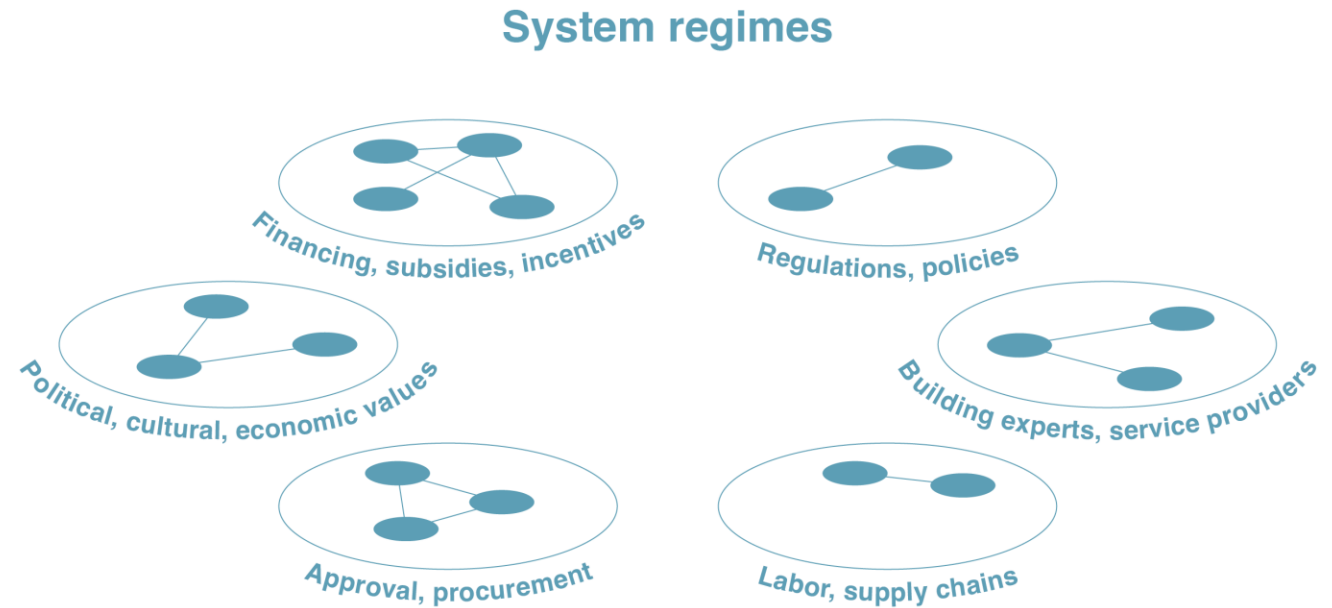 System regimes
Financing, subsidies, incentives
Regulations, policies
Political, cultural, economic values
Building experts, service providers
Approval, procurement
Labor, supply chains